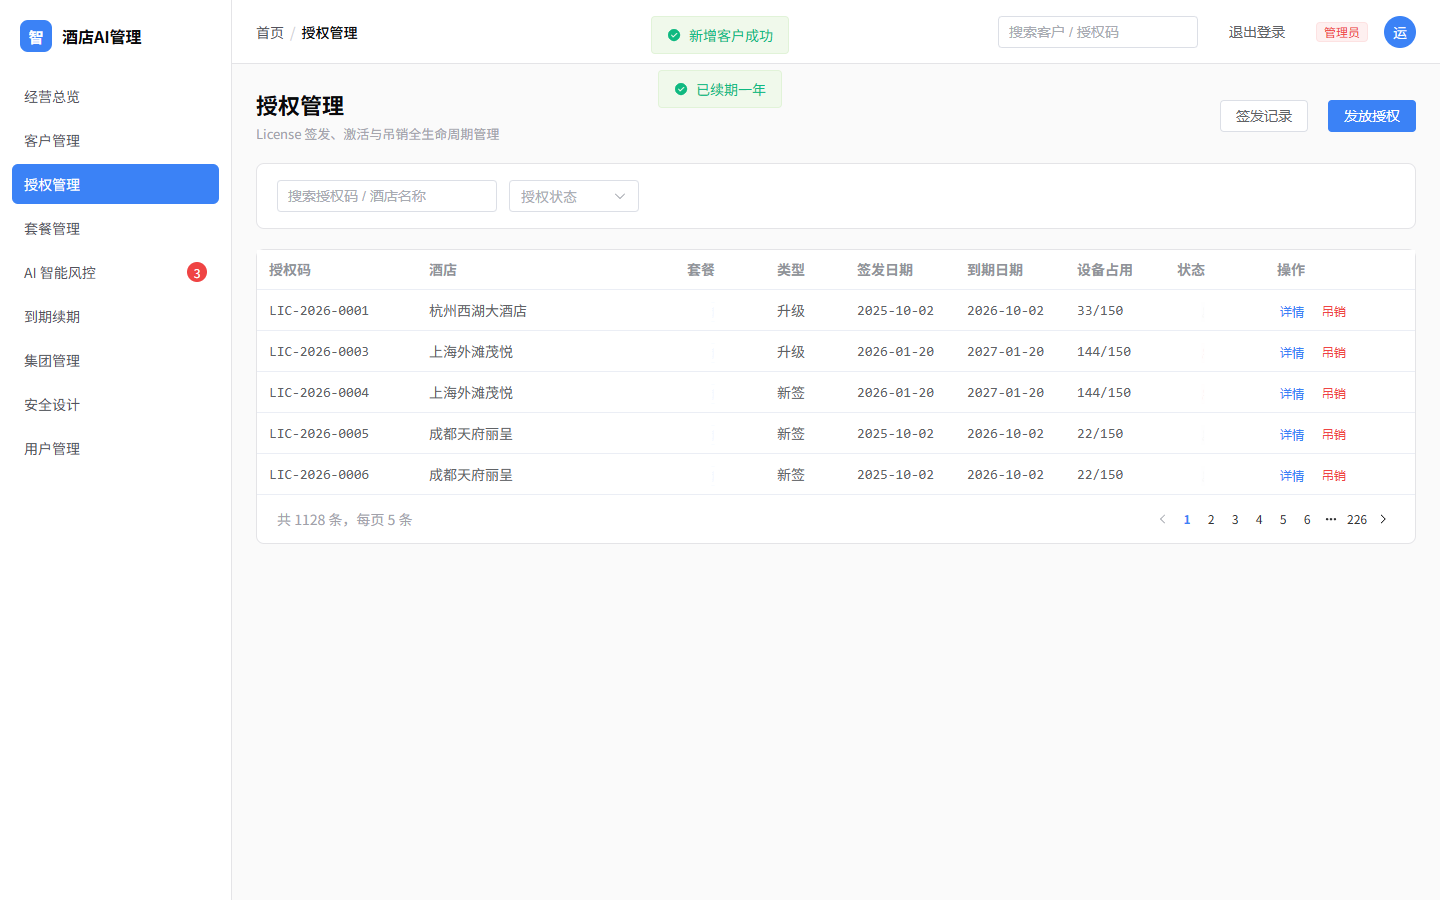 智 酒店AI管理
首页 / 授权管理
新增客户成功
搜索客户 / 授权码
退出登录
管理员
运
已续期一年
经营总览
客户管理
授权管理
套餐管理
AI 智能风控 3
到期续期
集团管理
安全设计
用户管理
授权管理
License 签发、激活与吊销全生命周期管理
签发记录
发放授权
搜索授权码 / 酒店名称
授权状态
授权码 酒店 套餐 类型 签发日期 到期日期 设备占用 状态 操作
LIC-2026-0001 杭州西湖大酒店 升级 2025-10-02 2026-10-02 33/150 详情 吊销
LIC-2026-0003 上海外滩茂悦 升级 2026-01-20 2027-01-20 144/150 详情 吊销
LIC-2026-0004 上海外滩茂悦 新签 2026-01-20 2027-01-20 144/150 详情 吊销
LIC-2026-0005 成都天府丽呈 新签 2025-10-02 2026-10-02 22/150 详情 吊销
LIC-2026-0006 成都天府丽呈 新签 2025-10-02 2026-10-02 22/150 详情 吊销
共 1128 条，每页 5 条
1 2 3 4 5 6 ··· 226